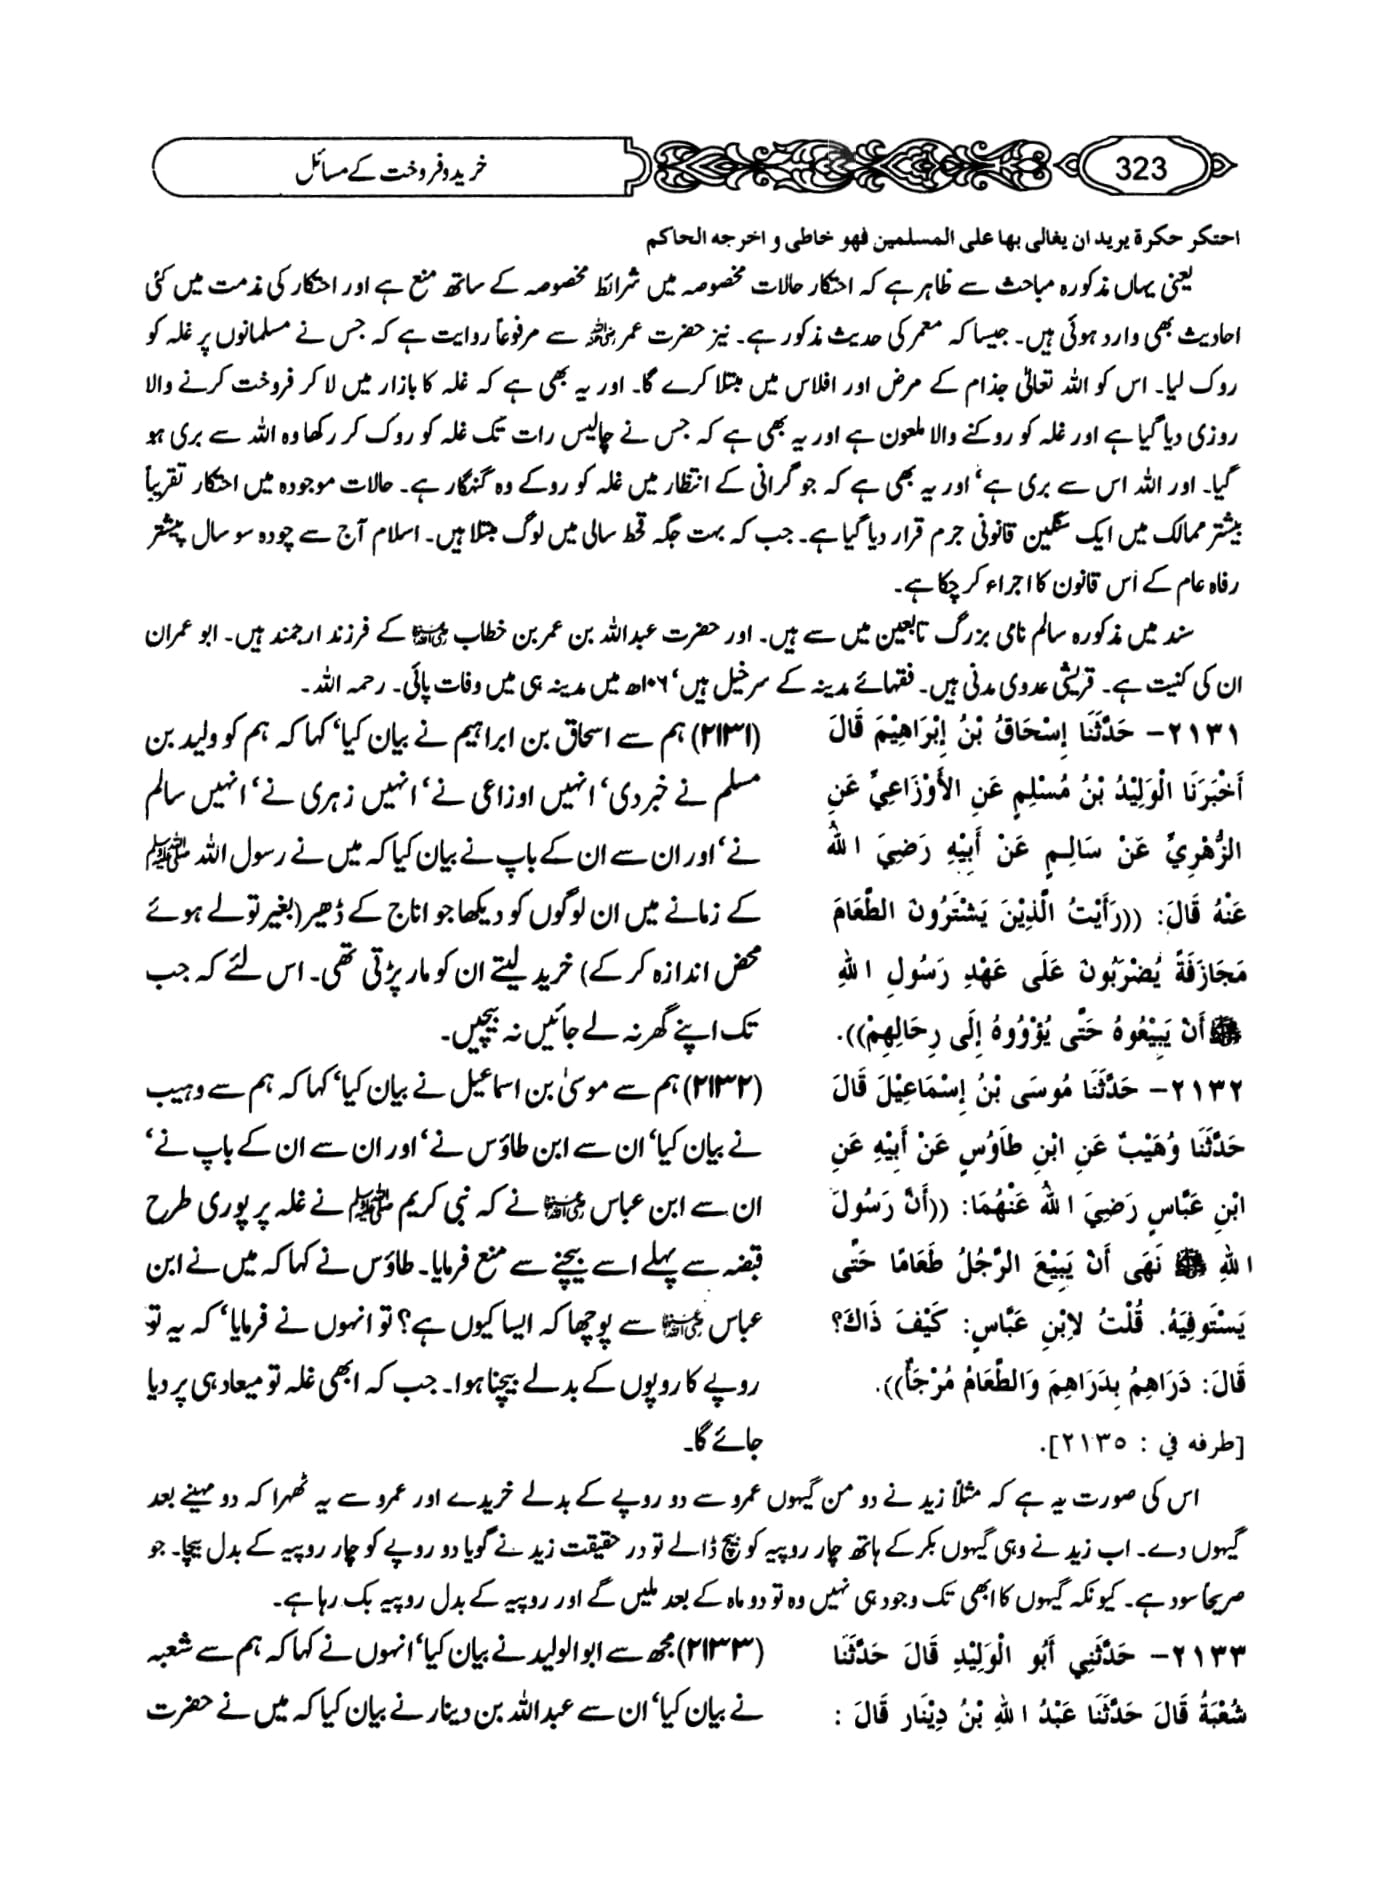 323
خرید و فروخت کے مسائل
احتکر حکرة یرید ان یغالی بها علی المسلمین فهو خاطی و اخرجه الحاکم
یعنی یہاں مذکورہ مباحث سے ظاہر ہے کہ احتکار حالات مخصوصہ میں شرائط مخصوصہ کے ساتھ منع ہے اور احتکار کی مذمت میں کئی
احادیث بھی وارد ہوئی ہیں۔ جیسا کہ معمر کی حدیث مذکور ہے۔ نیز حضرت عمر رضی اللہ عنہ سے مرفوعاً روایت ہے کہ جس نے مسلمانوں پر غلہ کو
روک لیا۔ اس کو اللہ تعالیٰ جذام کے مرض اور افلاس میں مبتلا کرے گا۔ اور یہ بھی ہے کہ غلہ کا بازار میں لا کر فروخت کرنے والا
روزی دیا گیا ہے اور غلہ کو روکنے والا ملعون ہے اور یہ بھی ہے کہ جس نے چالیس رات تک غلہ کو روک کر رکھا وہ اللہ سے بری ہو
گیا۔ اور اللہ اس سے بری ہے‘ اور یہ بھی ہے کہ جو گرانی کے انتظار میں غلہ کو روکے وہ گنہگار ہے۔ حالات موجودہ میں احتکار تقریباً
بیشتر ممالک میں ایک سنگین قانونی جرم قرار دیا گیا ہے۔ جب کہ بہت جگہ قحط سالی میں لوگ مبتلا ہیں۔ اسلام آج سے چودہ سو سال پیشتر
رفاہ عام کے اس قانون کا اجراء کر چکا ہے۔
سند میں مذکورہ سالم نامی بزرگ تابعین میں سے ہیں۔ اور حضرت عبداللہ بن عمر بن خطاب رضی اللہ عنہما کے فرزند ارجمند ہیں۔ ابو عمران
ان کی کنیت ہے۔ قریشی عدوی مدنی ہیں۔ فقہائے مدینہ کے سرخیل ہیں‘ ۱۰۶ھ میں مدینہ ہی میں وفات پائی۔ رحمہ اللہ۔
٢١٣١- حَدَّثَنَا إِسْحَاقُ بْنُ إِبْرَاهِيْمَ قَالَ
أَخْبَرَنَا الْوَلِيْدُ بْنُ مُسْلِمٍ عَنِ الأَوْزَاعِيِّ عَنِ
الزُّهْرِيِّ عَنْ سَالِمٍ عَنْ أَبِيْهِ رَضِيَ اللهُ
عَنْهُ قَالَ: ((رَأَيْتُ الَّذِيْنَ يَشْتَرُونَ الطَّعَامَ
مَجَازَفَةً يُضْرَبُونَ عَلَى عَهْدِ رَسُولِ اللهِ
ﷺ أَنْ يَبِيْعُوهُ حَتَّى يُؤْوُوهُ إِلَى رِحَالِهِمْ)).
(۲۱۳۱) ہم سے اسحاق بن ابراہیم نے بیان کیا‘ کہا کہ ہم کو ولید بن
مسلم نے خبر دی‘ انہیں اوزاعی نے‘ انہیں زہری نے‘ انہیں سالم
نے‘ اور ان سے ان کے باپ نے بیان کیا کہ میں نے رسول اللہ ﷺ
کے زمانے میں ان لوگوں کو دیکھا جو اناج کے ڈھیر (بغیر تولے ہوئے
محض اندازہ کر کے) خرید لیتے ان کو مار پڑتی تھی۔ اس لئے کہ جب
تک اپنے گھر نہ لے جائیں نہ بیچیں۔
٢١٣٢- حَدَّثَنَا مُوسَى بْنُ إِسْمَاعِيْلَ قَالَ
حَدَّثَنَا وُهَيْبٌ عَنِ ابْنِ طَاوُسٍ عَنْ أَبِيْهِ عَنِ
ابْنِ عَبَّاسٍ رَضِيَ اللهُ عَنْهُمَا: ((أَنَّ رَسُولَ
اللهِ ﷺ نَهَى أَنْ يَبِيْعَ الرَّجُلُ طَعَامًا حَتَّى
يَسْتَوفِيَهُ. قُلْتُ لاِبْنِ عَبَّاسٍ: كَيْفَ ذَاكَ؟
قَالَ: دَرَاهِمُ بِدَرَاهِمَ وَالطَّعَامُ مُرْجَأٌ)).
[طرفه في : ٢١٣٥].
(۲۱۳۲) ہم سے موسیٰ بن اسماعیل نے بیان کیا‘ کہا کہ ہم سے وہیب
نے بیان کیا‘ ان سے ابن طاؤس نے‘ اور ان سے ان کے باپ نے‘
ان سے ابن عباس رضی اللہ عنہما نے کہ نبی کریم ﷺ نے غلہ پر پوری طرح
قبضہ سے پہلے اسے بیچنے سے منع فرمایا۔ طاؤس نے کہا کہ میں نے ابن
عباس رضی اللہ عنہما سے پوچھا کہ ایسا کیوں ہے؟ تو انہوں نے فرمایا‘ کہ یہ تو
روپے کا روپوں کے بدلے بیچنا ہوا۔ جب کہ ابھی غلہ تو میعاد ہی پر دیا
جائے گا۔
اس کی صورت یہ ہے کہ مثلاً زید نے دو من گیہوں عمرو سے دو روپے کے بدلے خریدے اور عمرو سے یہ ٹھہرا کہ دو مہینے بعد
گیہوں دے۔ اب زید نے وہی گیہوں بکر کے ہاتھ چار روپیہ کو بیچ ڈالے تو در حقیقت زید نے گویا دو روپے کو چار روپیہ کے بدل بیچا۔ جو
صریحاً سود ہے۔ کیونکہ گیہوں کا ابھی تک وجود ہی نہیں وہ تو دو ماہ کے بعد ملیں گے اور روپیہ کے بدل روپیہ بک رہا ہے۔
٢١٣٣- حَدَّثَنِي أَبُو الْوَلِيْدِ قَالَ حَدَّثَنَا
شُعْبَةُ قَالَ حَدَّثَنَا عَبْدُ اللهِ بْنُ دِيْنَارٍ قَالَ :
(۲۱۳۳) مجھ سے ابوالولید نے بیان کیا‘ انہوں نے کہا کہ ہم سے شعبہ
نے بیان کیا‘ ان سے عبداللہ بن دینار نے بیان کیا کہ میں نے حضرت